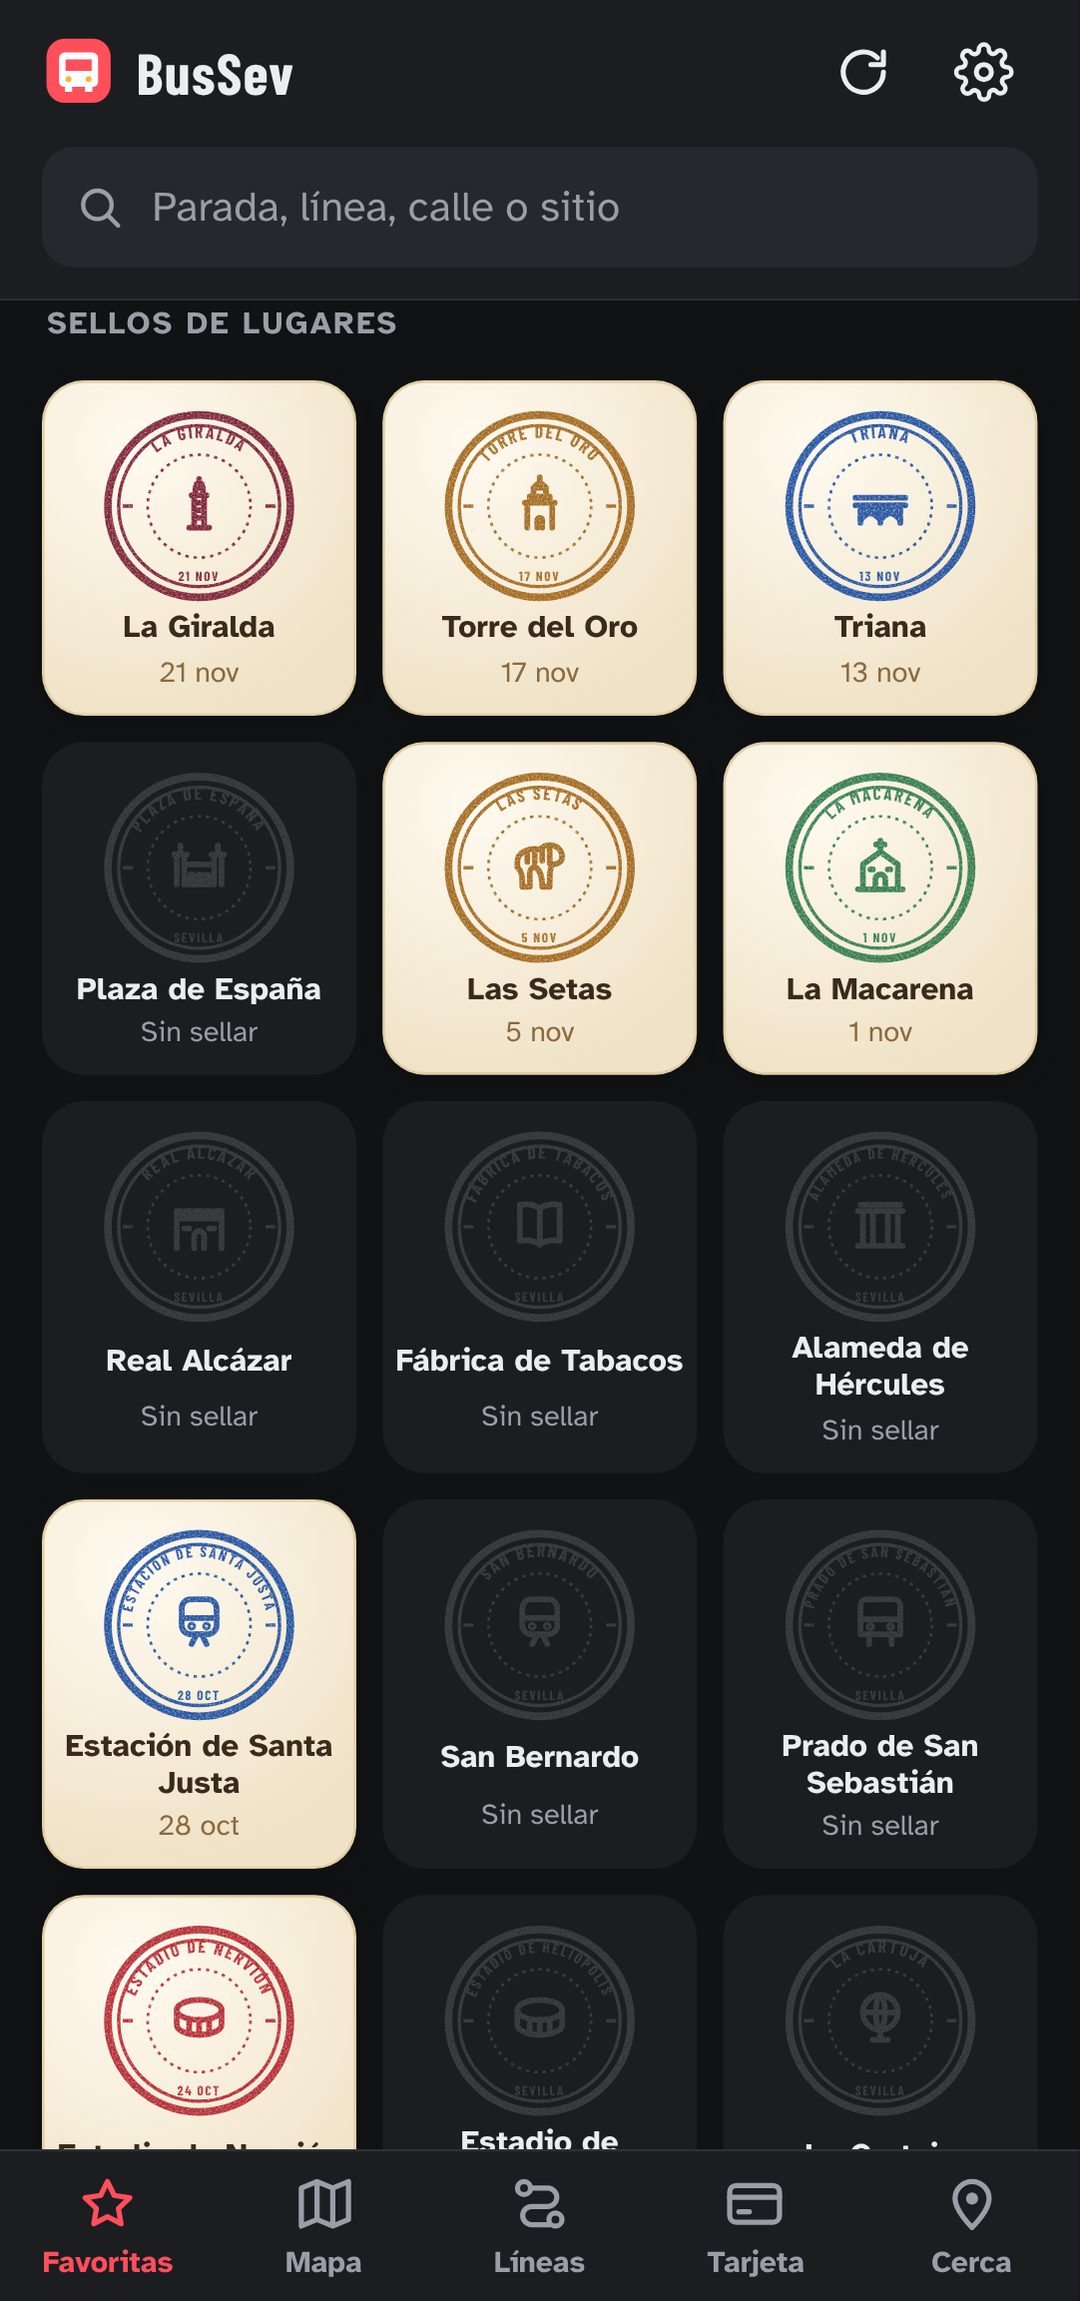 BusSev
Parada, línea, calle o sitio
SELLOS DE LUGARES
LA GIRALDA
21 NOV
La Giralda
21 nov
TORRE DEL ORO
17 NOV
Torre del Oro
17 nov
TRIANA
13 NOV
Triana
13 nov
PLAZA DE ESPAÑA
SEVILLA
Plaza de España
Sin sellar
LAS SETAS
5 NOV
Las Setas
5 nov
LA MACARENA
1 NOV
La Macarena
1 nov
REAL ALCÁZAR
SEVILLA
Real Alcázar
Sin sellar
FÁBRICA DE TABACOS
SEVILLA
Fábrica de Tabacos
Sin sellar
ALAMEDA DE HÉRCULES
SEVILLA
Alameda de
Hércules
Sin sellar
ESTACIÓN DE SANTA JUSTA
28 OCT
Estación de Santa
Justa
28 oct
SAN BERNARDO
SEVILLA
San Bernardo
Sin sellar
PRADO DE SAN SEBASTIÁN
SEVILLA
Prado de San
Sebastián
Sin sellar
ESTADIO DE NERVIÓN
24 OCT
Estadio de Nervión
ESTADIO DE HELIÓPOLIS
SEVILLA
Estadio de
LA CARTUJA
SEVILLA
La Cartuja
Favoritas
Mapa
Líneas
Tarjeta
Cerca